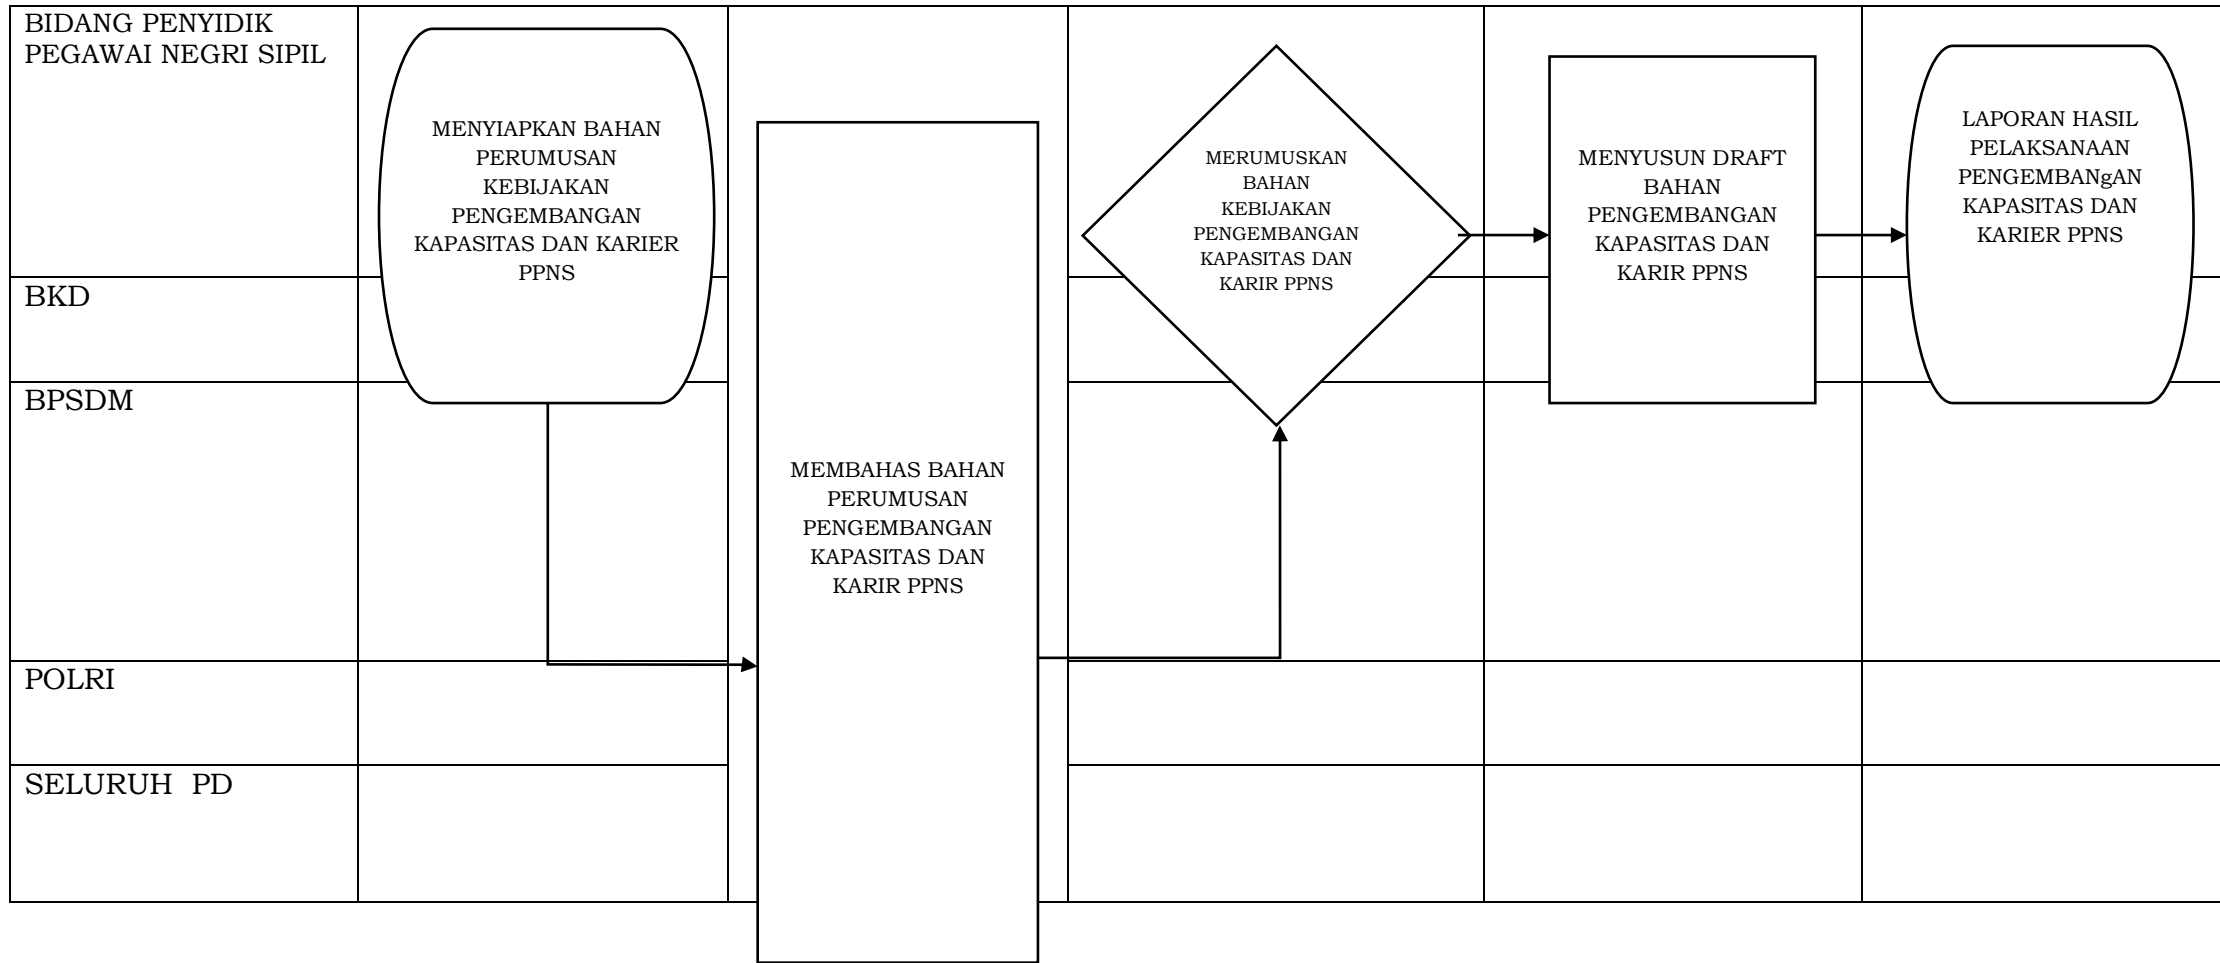 BIDANG PENYIDIK
PEGAWAI NEGRI SIPIL
MENYIAPKAN BAHAN
PERUMUSAN
KEBIJAKAN
PENGEMBANGAN
KAPASITAS DAN KARIER
PPNS
MERUMUSKAN
BAHAN
KEBIJAKAN
PENGEMBANGAN
KAPASITAS DAN
KARIR PPNS
MENYUSUN DRAFT
BAHAN
PENGEMBANGAN
KAPASITAS DAN
KARIR PPNS
LAPORAN HASIL
PELAKSANAAN
PENGEMBANgAN
KAPASITAS DAN
KARIER PPNS
BKD
BPSDM
MEMBAHAS BAHAN
PERUMUSAN
PENGEMBANGAN
KAPASITAS DAN
KARIR PPNS
POLRI
SELURUH  PD